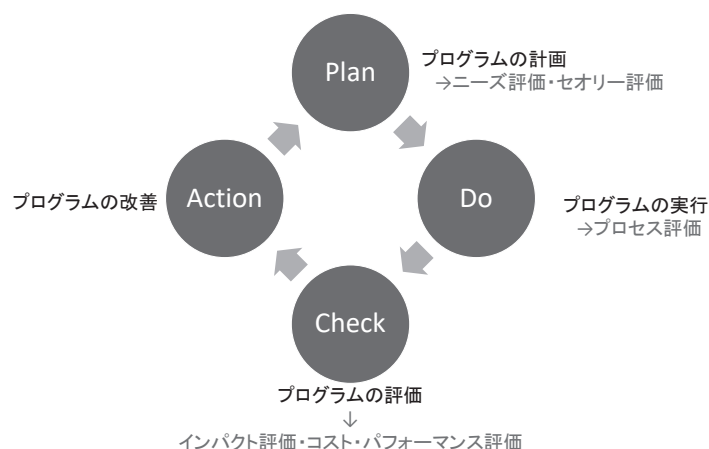 Plan
プログラムの計画
→ニーズ評価・セオリー評価
Do
プログラムの実行
→プロセス評価
Check
プログラムの評価
↓
インパクト評価・コスト・パフォーマンス評価
Action
プログラムの改善